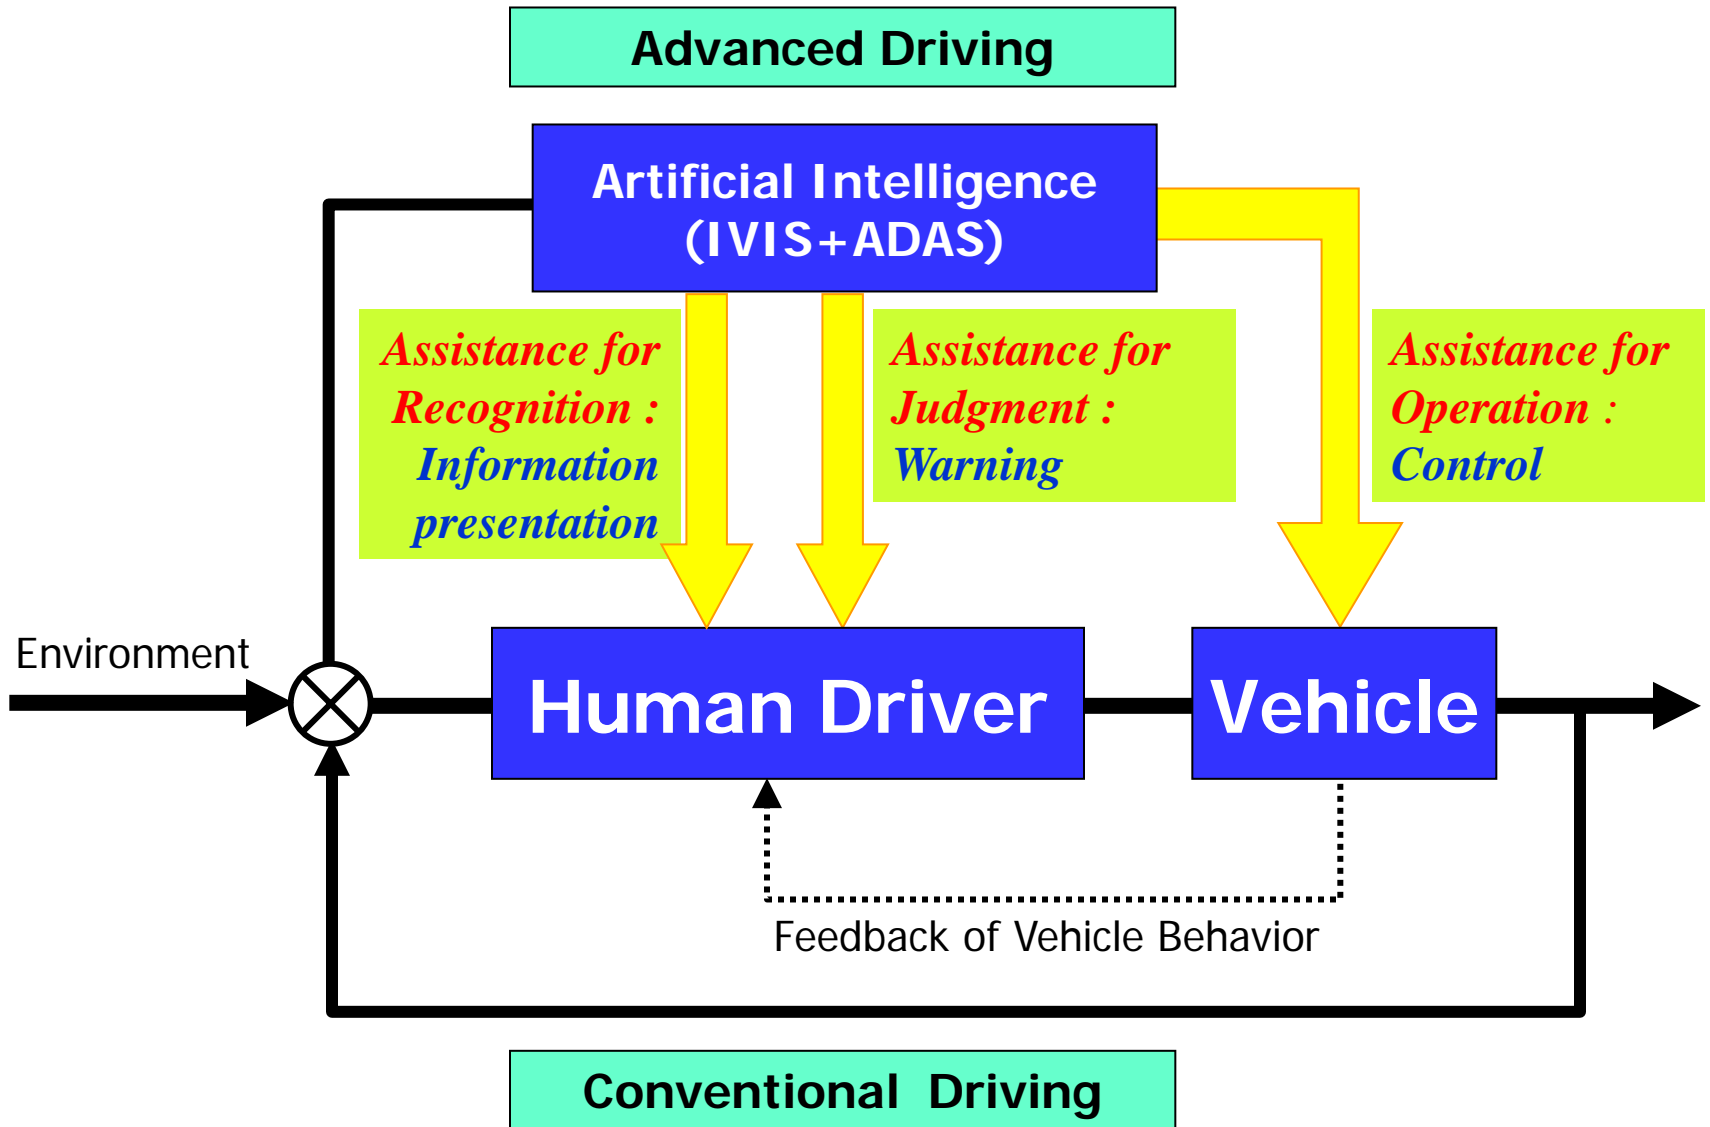 Advanced Driving
Artificial Intelligence
(IVIS+ADAS)
Assistance for
Recognition :
Information
presentation
Assistance for
Judgment :
Warning
Assistance for
Operation :
Control
Environment
Human Driver
Vehicle
Feedback of Vehicle Behavior
Conventional Driving